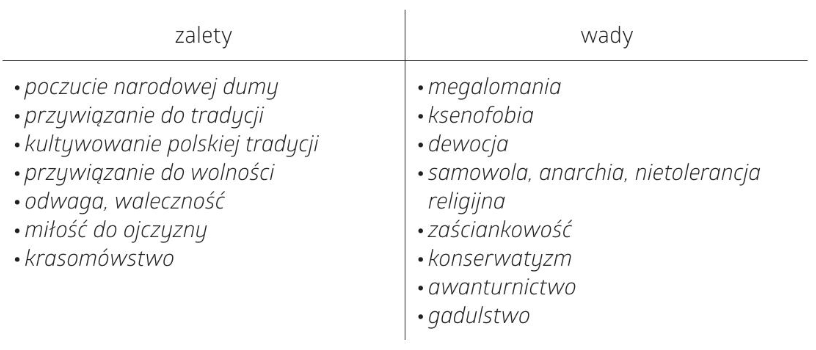 zalety
• poczucie narodowej dumy
• przywiązanie do tradycji
• kultywowanie polskiej tradycji
• przywiązanie do wolności
• odwaga, waleczność
• miłość do ojczyzny
• krasomówstwo
wady
• megalomania
• ksenofobia
• dewocja
• samowola, anarchia, nietolerancja
religijna
• zaściankowość
• konserwatyzm
• awanturnictwo
• gadulstwo